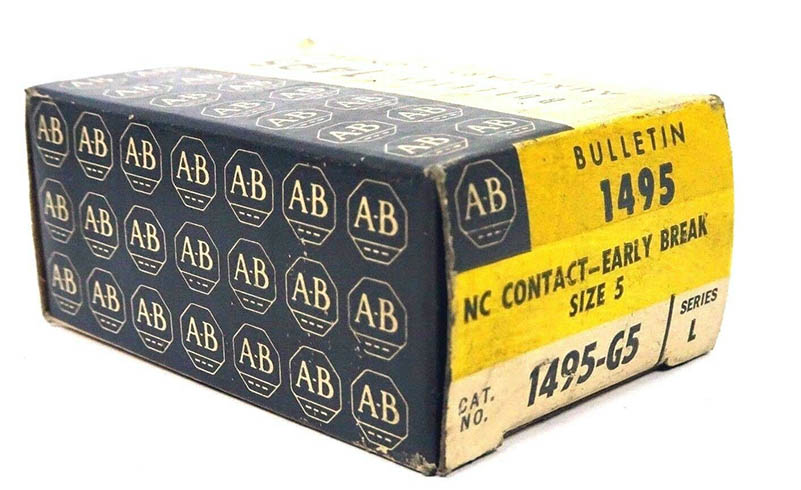 A-B A-B A-B A-B A-B A-B A-B
A-B A-B A-B A-B A-B A-B A-B
A-B A-B A-B A-B A-B A-B A-B
A-B
BULLETIN
1495
NC CONTACT-EARLY BREAK
SIZE 5
CAT. NO. 1495-G5
SERIES L